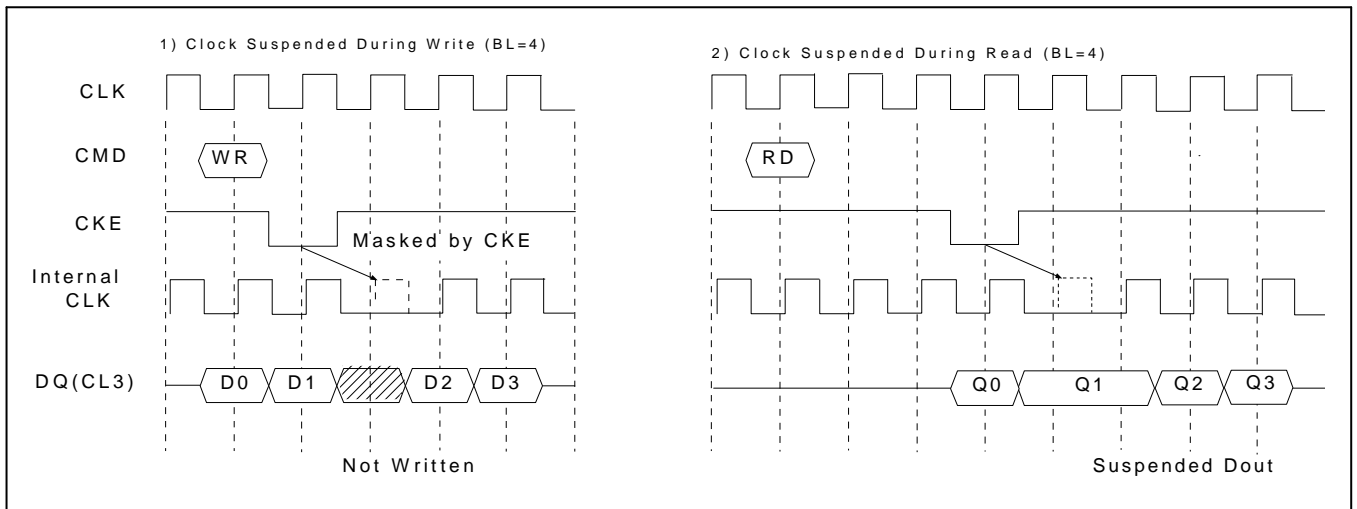 1) Clock Suspended During Write (BL=4)
2) Clock Suspended During Read (BL=4)
CLK
CMD
WR
RD
CKE
Masked by CKE
Internal
CLK
DQ(CL3)
D0 D1 D2 D3
Q0 Q1 Q2 Q3
Not Written
Suspended Dout